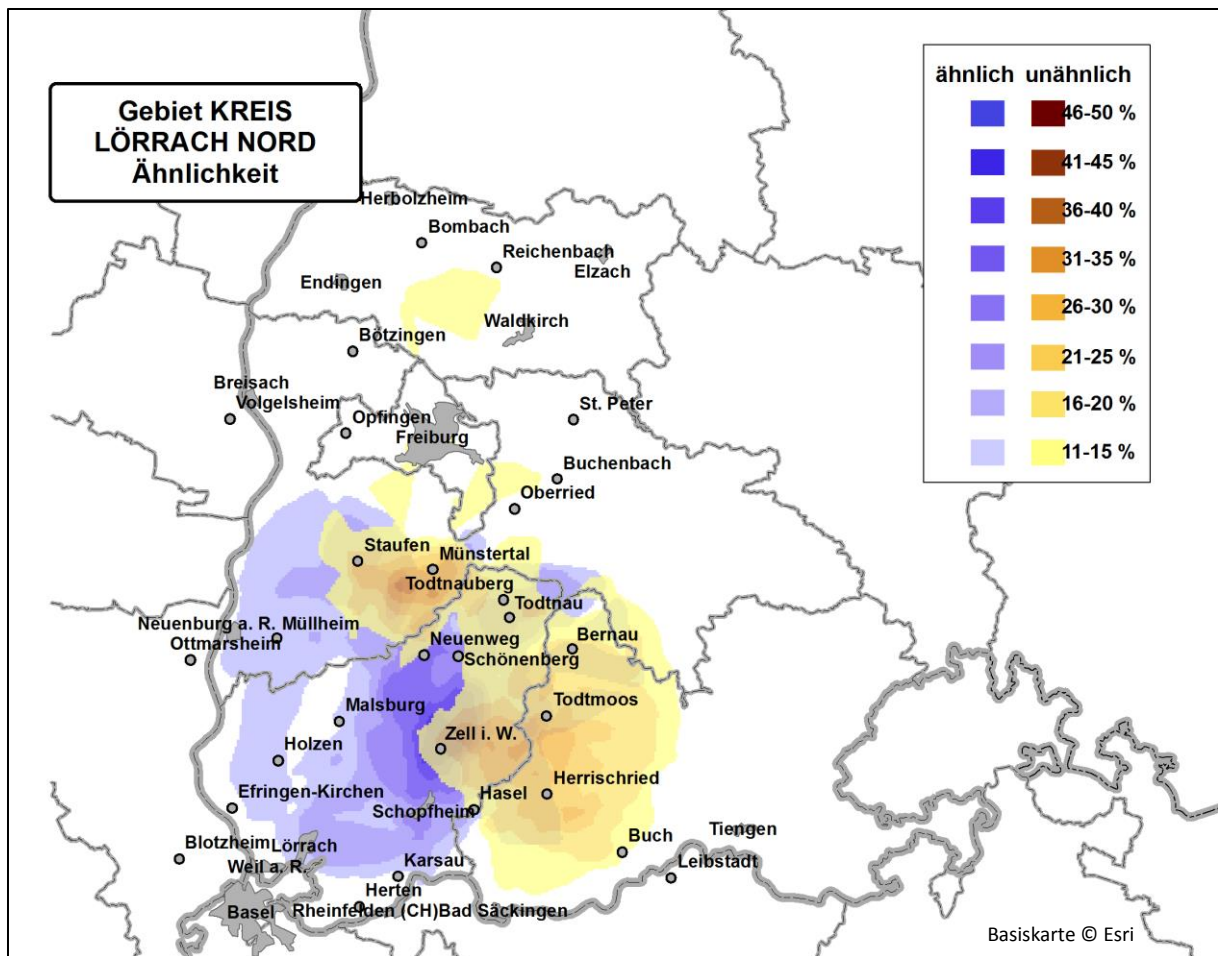 Gebiet KREIS
LÖRRACH NORD
Ähnlichkeit
ähnlich unähnlich
46-50 %
41-45 %
36-40 %
31-35 %
26-30 %
21-25 %
16-20 %
11-15 %
Herbolzheim
Bombach
Reichenbach
Elzach
Endingen
Waldkirch
Bötzingen
Breisach
Volgelsheim
St. Peter
Opfingen
Freiburg
Buchenbach
Oberried
Staufen
Münstertal
Todtnauberg
Todtnau
Neuenburg a. R. Müllheim
Ottmarsheim
Neuenweg
Bernau
Schönenberg
Malsburg
Todtmoos
Zell i. W.
Holzen
Herrischried
Efringen-Kirchen
Hasel
Schopfheim
Buch
Tiengen
Blotzheim Lörrach
Weil a. R.
Karsau
Leibstadt
Herten
Basel
Rheinfelden (CH) Bad Säckingen
Basiskarte © Esri